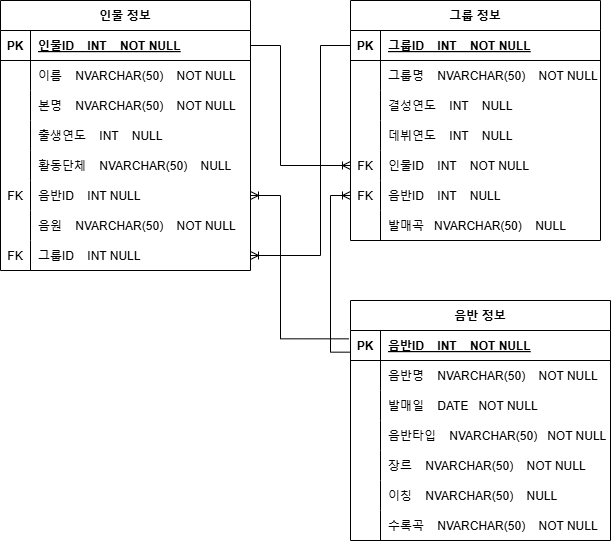 인물 정보
PK 인물ID INT NOT NULL
이름 NVARCHAR(50) NOT NULL
본명 NVARCHAR(50) NOT NULL
출생연도 INT NULL
활동단체 NVARCHAR(50) NULL
FK 음반ID INT NULL
음원 NVARCHAR(50) NOT NULL
FK 그룹ID INT NULL
그룹 정보
PK 그룹ID INT NOT NULL
그룹명 NVARCHAR(50) NOT NULL
결성연도 INT NULL
데뷔연도 INT NULL
FK 인물ID INT NOT NULL
FK 음반ID INT NULL
발매곡 NVARCHAR(50) NULL
음반 정보
PK 음반ID INT NOT NULL
음반명 NVARCHAR(50) NOT NULL
발매일 DATE NOT NULL
음반타입 NVARCHAR(50) NOT NULL
장르 NVARCHAR(50) NOT NULL
이칭 NVARCHAR(50) NULL
수록곡 NVARCHAR(50) NOT NULL